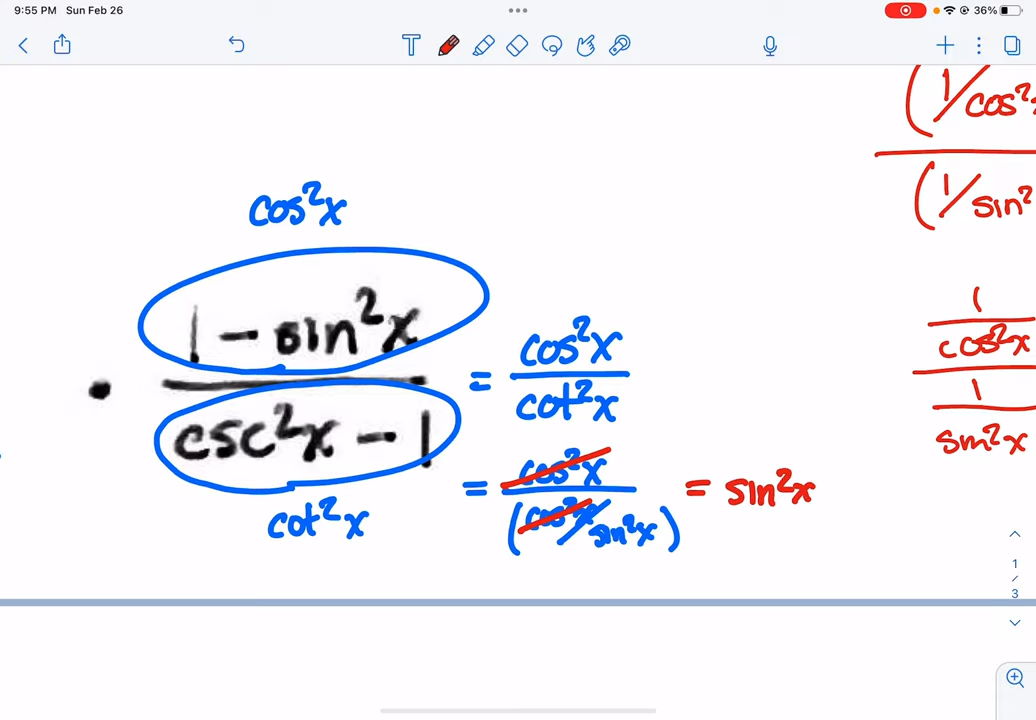 9:55 PM Sun Feb 26
36%
T
(1/cos²
(1/sin²
cos²x
1 - sin²x
csc²x - 1
cot²x
= cos²x
cot²x
= cos²x
(cos²x/sin²x)
= sin²x
1
cos²x
1
sin²x
1
/
3